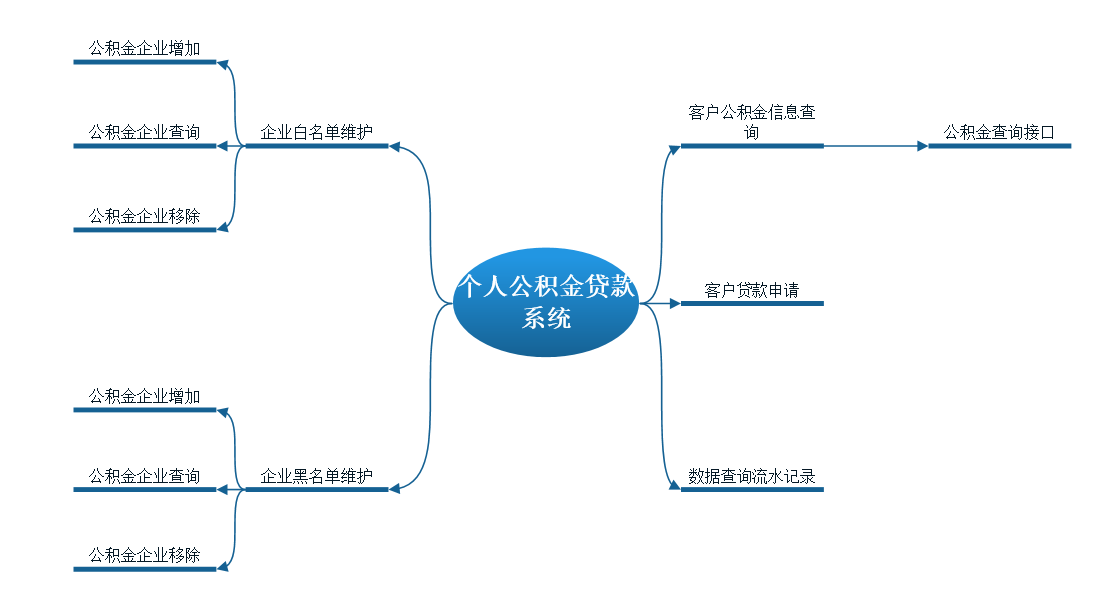 公积金企业增加
公积金企业查询
公积金企业移除
企业白名单维护
公积金企业增加
公积金企业查询
公积金企业移除
企业黑名单维护
个人公积金贷款
系统
客户公积金信息查
询
公积金查询接口
客户贷款申请
数据查询流水记录